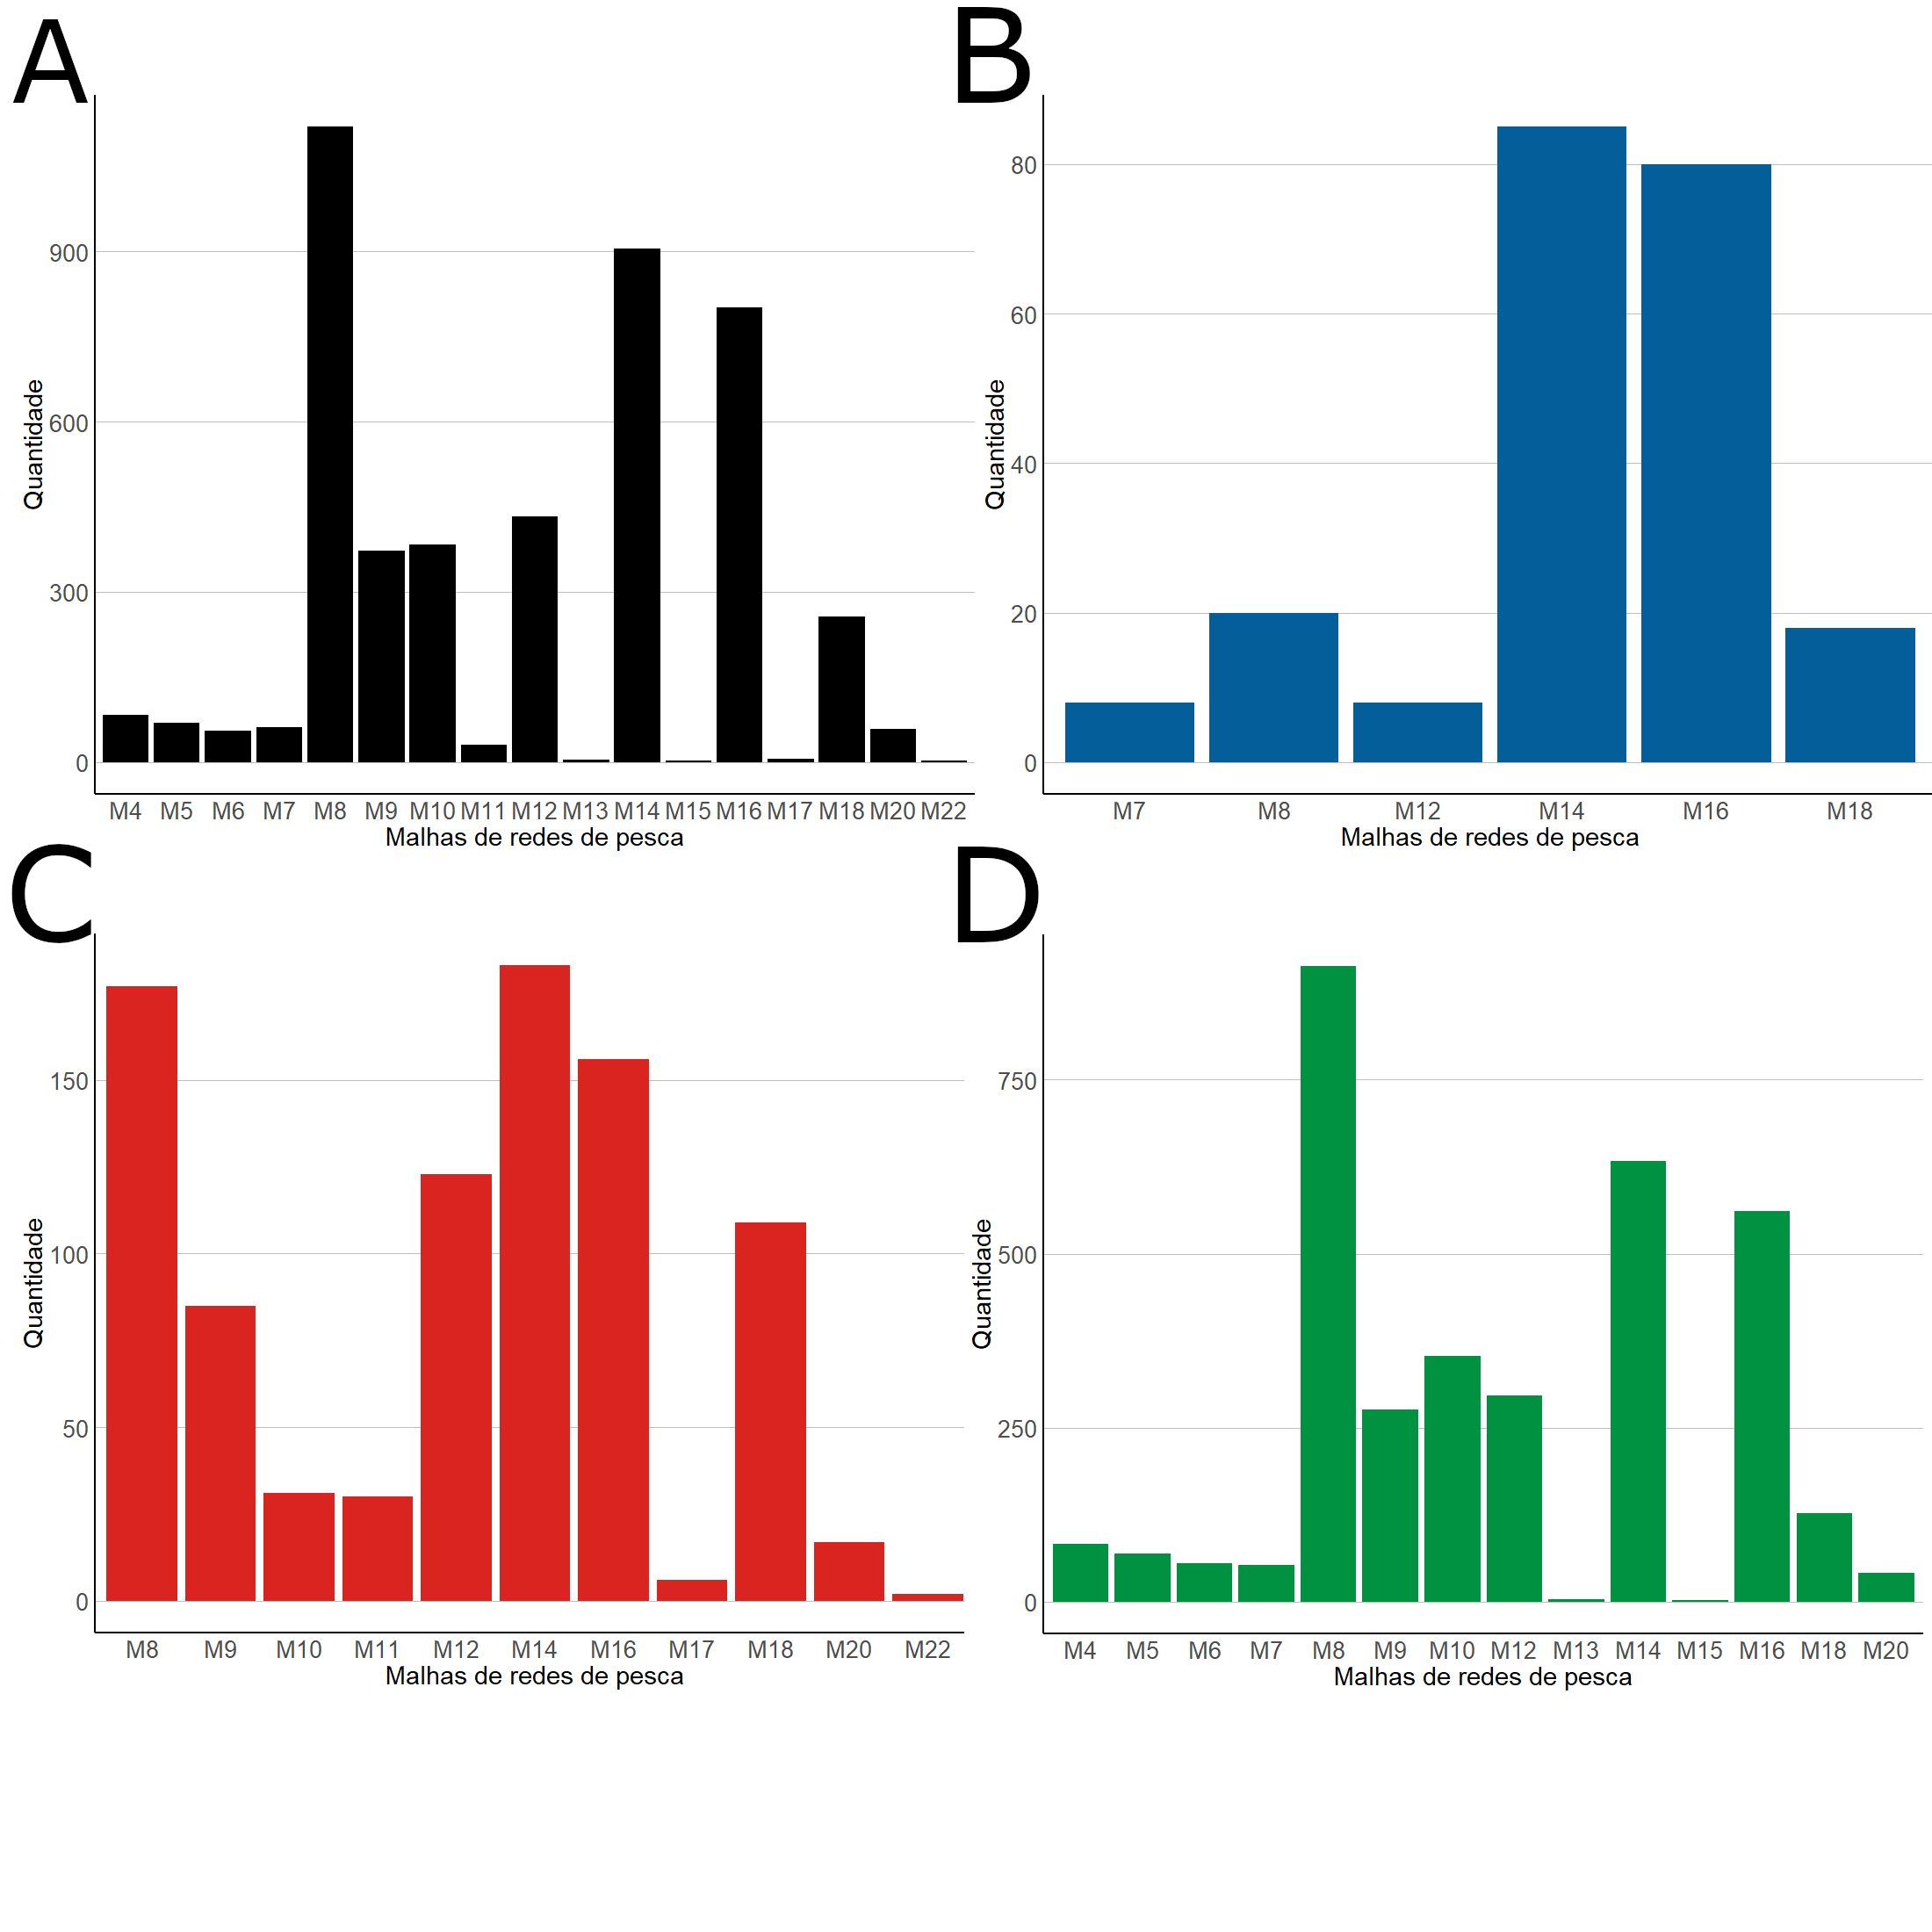 A
Quantidade
900
600
300
0
M4 M5 M6 M7 M8 M9 M10 M11 M12 M13 M14 M15 M16 M17 M18 M20 M22
Malhas de redes de pesca
B
Quantidade
80
60
40
20
0
M7 M8 M12 M14 M16 M18
Malhas de redes de pesca
C
Quantidade
150
100
50
0
M8 M9 M10 M11 M12 M14 M16 M17 M18 M20 M22
Malhas de redes de pesca
D
Quantidade
750
500
250
0
M4 M5 M6 M7 M8 M9 M10 M12 M13 M14 M15 M16 M18 M20
Malhas de redes de pesca